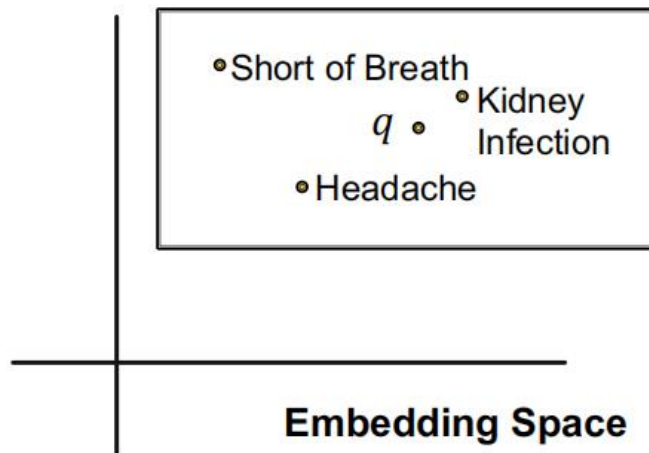 Short of Breath
Kidney
Infection
q
Headache
Embedding Space